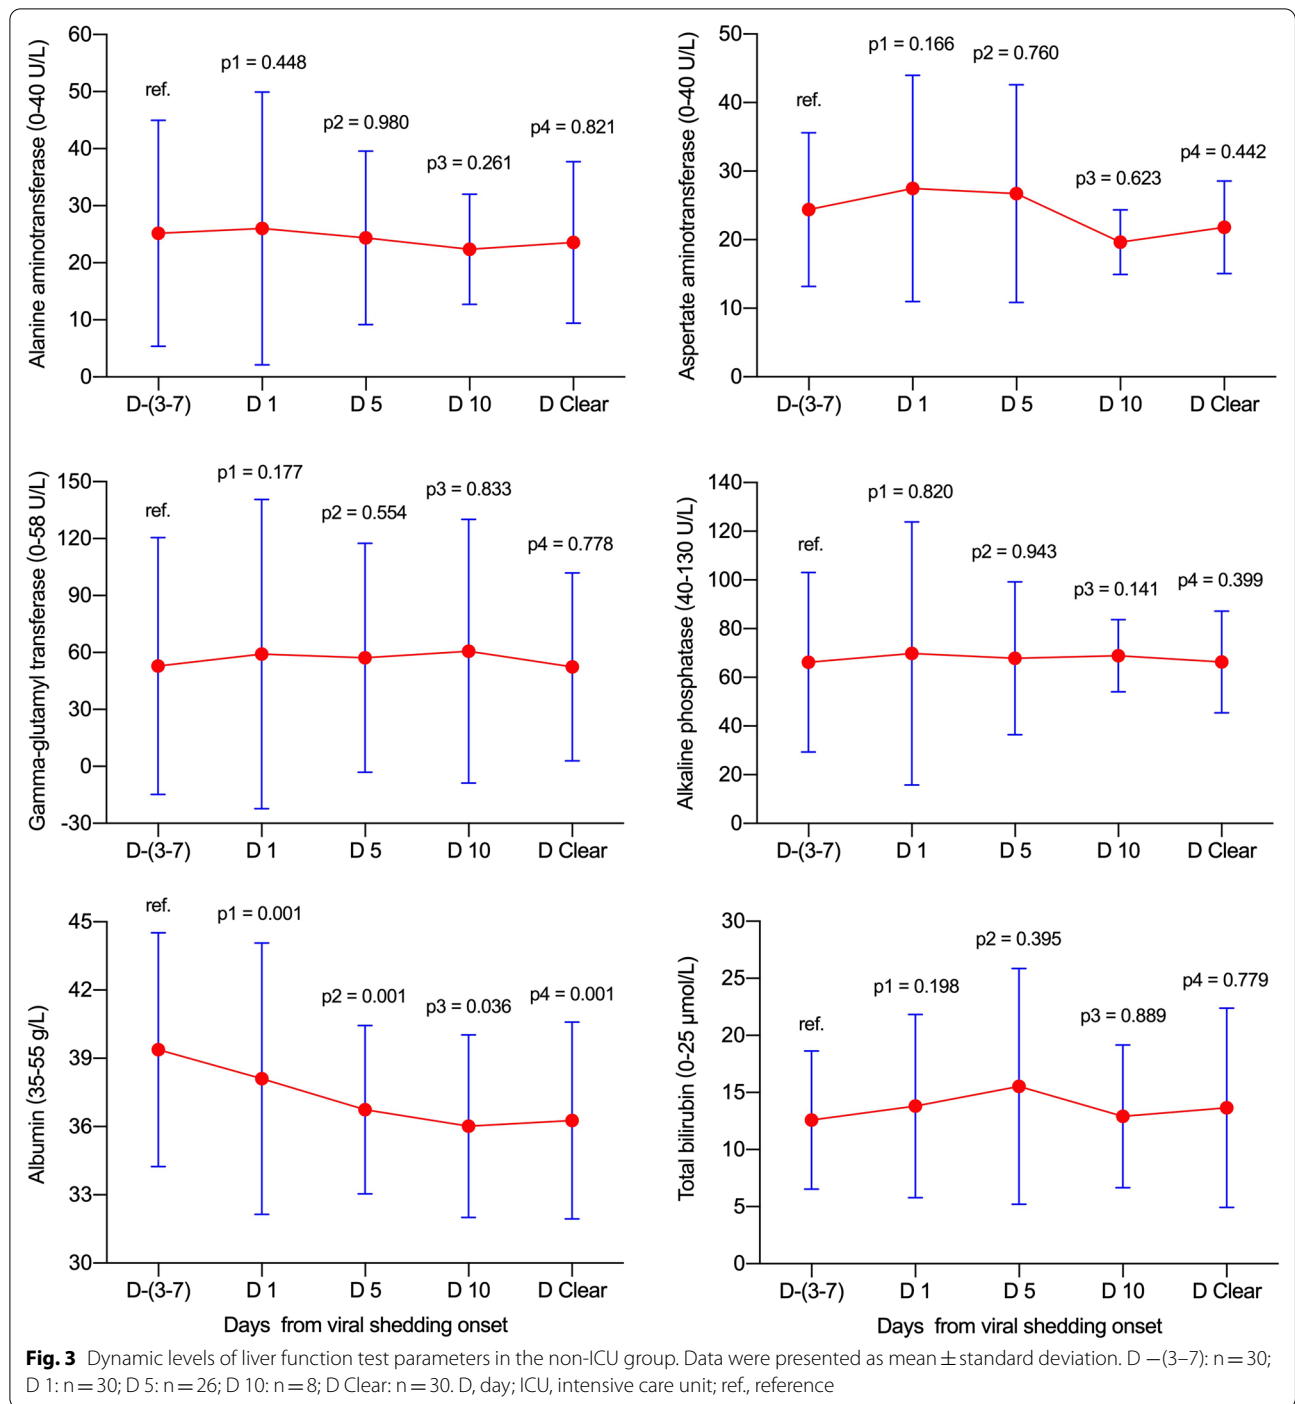 Alanine aminotransferase (0-40 U/L)
60
50
40
30
20
10
0
ref.
p1 = 0.448
p2 = 0.980
p3 = 0.261
p4 = 0.821
D-(3-7) D 1 D 5 D 10 D Clear
Aspertate aminotransferase (0-40 U/L)
50
40
30
20
10
0
ref.
p1 = 0.166
p2 = 0.760
p3 = 0.623
p4 = 0.442
D-(3-7) D 1 D 5 D 10 D Clear
Gamma-glutamyl transferase (0-58 U/L)
150
120
90
60
30
0
-30
ref.
p1 = 0.177
p2 = 0.554
p3 = 0.833
p4 = 0.778
D-(3-7) D 1 D 5 D 10 D Clear
Alkaline phosphatase (40-130 U/L)
140
120
100
80
60
40
20
0
ref.
p1 = 0.820
p2 = 0.943
p3 = 0.141
p4 = 0.399
D-(3-7) D 1 D 5 D 10 D Clear
Albumin (35-55 g/L)
45
42
39
36
33
30
ref.
p1 = 0.001
p2 = 0.001
p3 = 0.036
p4 = 0.001
D-(3-7) D 1 D 5 D 10 D Clear
Days from viral shedding onset
Total bilirubin (0-25 µmol/L)
30
25
20
15
10
5
0
ref.
p1 = 0.198
p2 = 0.395
p3 = 0.889
p4 = 0.779
D-(3-7) D 1 D 5 D 10 D Clear
Days from viral shedding onset
Fig. 3 Dynamic levels of liver function test parameters in the non-ICU group. Data were presented as mean ± standard deviation. D −(3–7): n = 30;
D 1: n = 30; D 5: n = 26; D 10: n = 8; D Clear: n = 30. D, day; ICU, intensive care unit; ref., reference